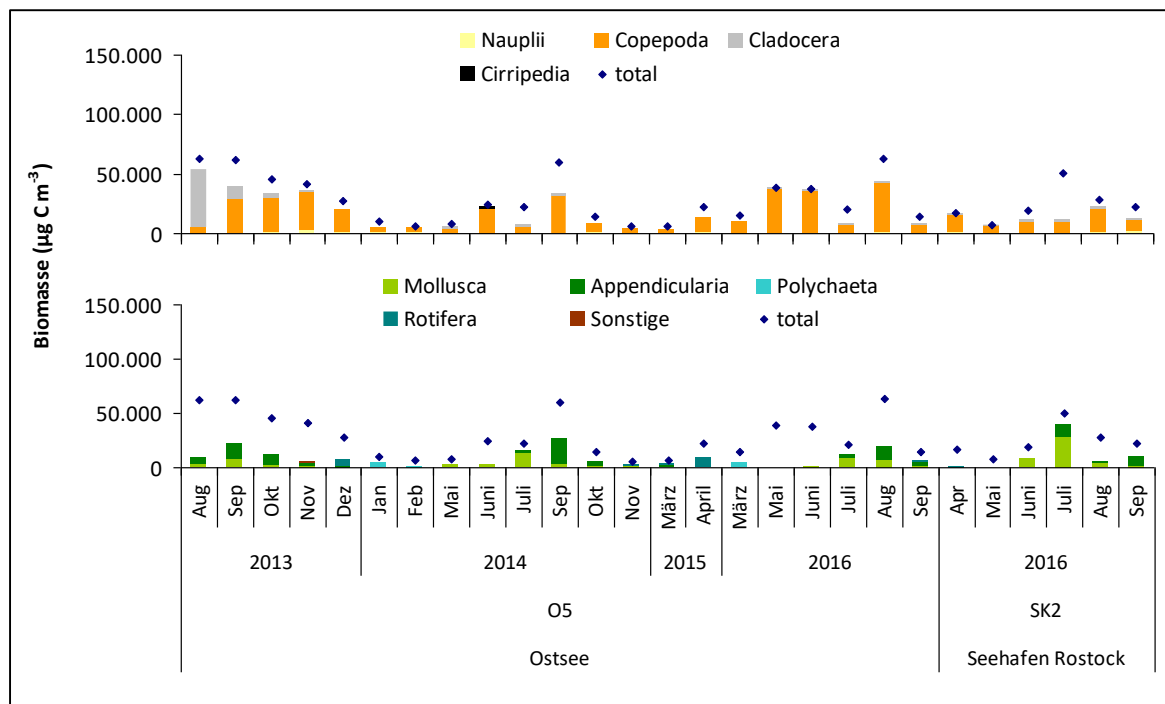 Biomasse (µg C m-3)
Nauplii Copepoda Cladocera
Cirripedia total
150.000
100.000
50.000
0
Mollusca Appendicularia Polychaeta
Rotifera Sonstige total
150.000
100.000
50.000
0
Aug Sep Okt Nov Dez Jan Feb Mai Juni Juli Sep Okt Nov März April März Mai Juni Juli Aug Sep Apr Mai Juni Juli Aug Sep
2013 2014 2015 2016 2016
O5 SK2
Ostsee Seehafen Rostock